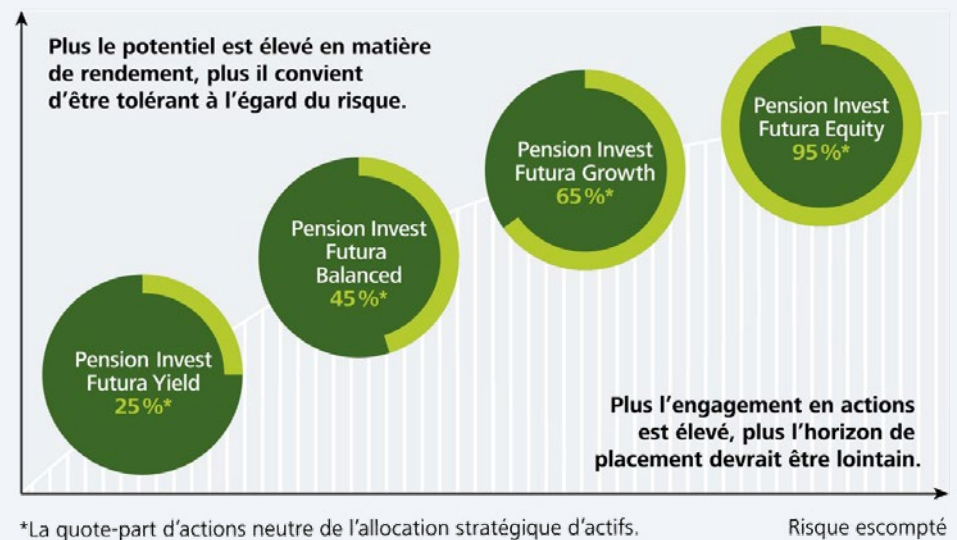 Plus le potentiel est élevé en matière
de rendement, plus il convient
d’être tolérant à l’égard du risque.
Pension Invest
Futura Equity
95%*
Pension Invest
Futura Growth
65%*
Pension Invest
Futura
Balanced
45%*
Pension Invest
Futura Yield
25%*
Plus l’engagement en actions
est élevé, plus l’horizon de
placement devrait être lointain.
*La quote-part d’actions neutre de l’allocation stratégique d’actifs.
Risque escompté